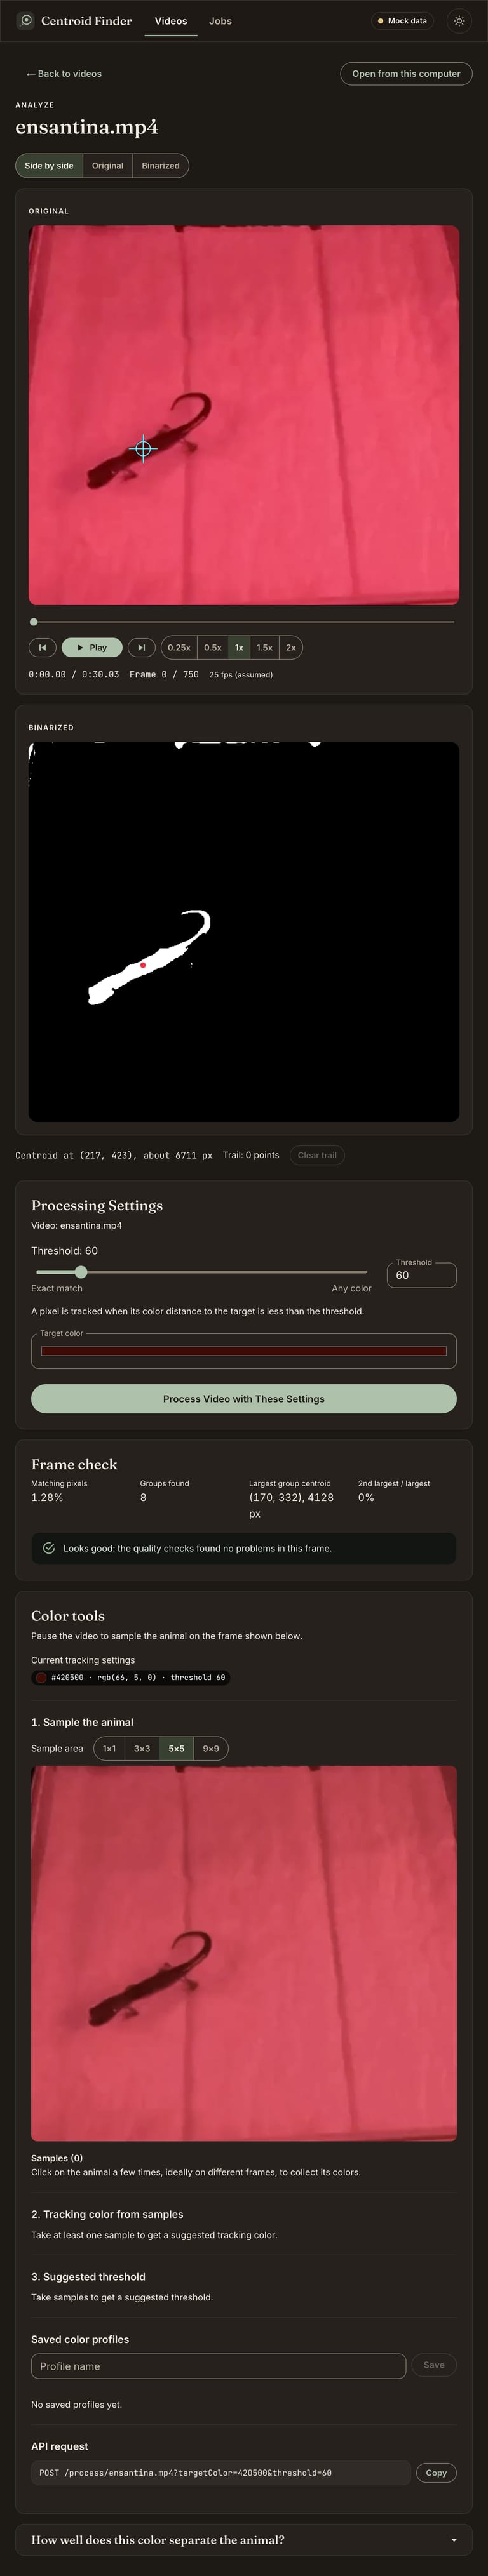 Centroid Finder
Videos
Jobs
Mock data
← Back to videos
Open from this computer
ANALYZE
ensantina.mp4
Side by side
Original
Binarized
ORIGINAL
Play
0.25x
0.5x
1x
1.5x
2x
0:00.00 / 0:30.03
Frame 0 / 750
25 fps (assumed)
BINARIZED
Centroid at (217, 423), about 6711 px
Trail: 0 points
Clear trail
Processing Settings
Video: ensantina.mp4
Threshold: 60
Exact match
Any color
Threshold
60
A pixel is tracked when its color distance to the target is less than the threshold.
Target color
Process Video with These Settings
Frame check
Matching pixels
1.28%
Groups found
8
Largest group centroid
(170, 332), 4128
px
2nd largest / largest
0%
Looks good: the quality checks found no problems in this frame.
Color tools
Pause the video to sample the animal on the frame shown below.
Current tracking settings
#420500 · rgb(66, 5, 0) · threshold 60
1. Sample the animal
Sample area
1×1
3×3
5×5
9×9
Samples (0)
Click on the animal a few times, ideally on different frames, to collect its colors.
2. Tracking color from samples
Take at least one sample to get a suggested tracking color.
3. Suggested threshold
Take samples to get a suggested threshold.
Saved color profiles
Profile name
Save
No saved profiles yet.
API request
POST /process/ensantina.mp4?targetColor=420500&threshold=60
Copy
How well does this color separate the animal?